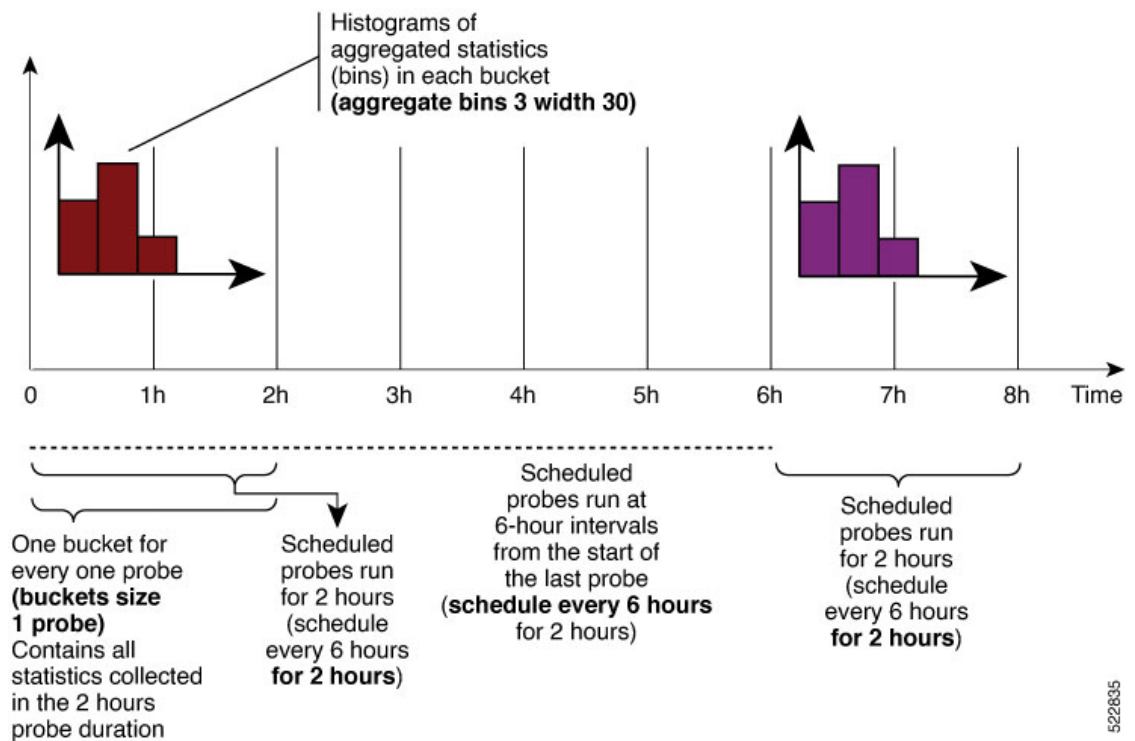 Histograms of
aggregated statistics
(bins) in each bucket
(aggregate bins 3 width 30)
0
1h
2h
3h
4h
5h
6h
7h
8h
Time
One bucket for
every one probe
(buckets size
1 probe)
Contains all
statistics collected
in the 2 hours
probe duration
Scheduled
probes run
for 2 hours
(schedule
every 6 hours
for 2 hours)
Scheduled
probes run at
6-hour intervals
from the start of
the last probe
(schedule every 6 hours
for 2 hours)
Scheduled
probes run
for 2 hours
(schedule
every 6 hours
for 2 hours)
522835